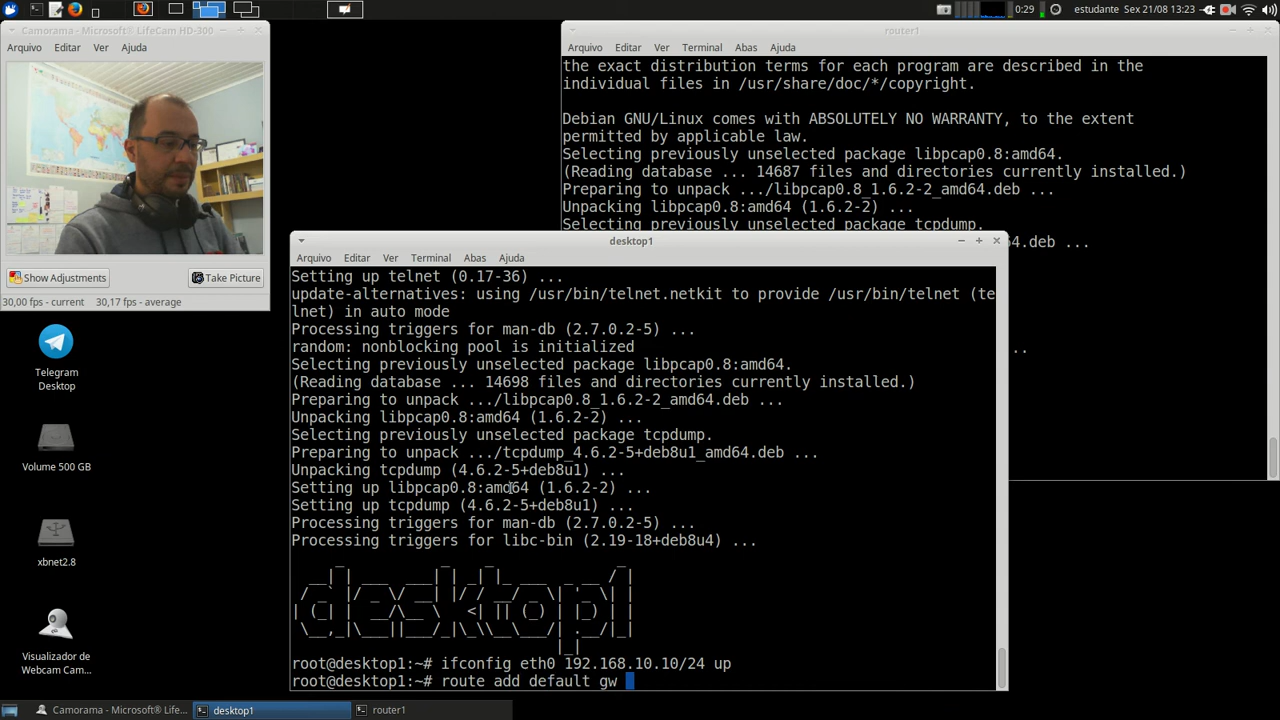 0:29 estudante Sex 21/08 13:23
Camorama - Microsoft® LifeCam HD-300
Arquivo Editar Ver Ajuda
Show Adjustments Take Picture
30,00 fps - current 30,17 fps - average
Telegram
Desktop
Volume 500 GB
xbnet2.8
Visualizador de
Web Cam...
router1
Arquivo Editar Ver Terminal Abas Ajuda
the exact distribution terms for each program are described in the
individual files in /usr/share/doc/*/copyright.
Debian GNU/Linux comes with ABSOLUTELY NO WARRANTY, to the extent
permitted by applicable law.
Selecting previously unselected package libpcap0.8:amd64.
(Reading database ... 14687 files and directories currently installed.)
Preparing to unpack .../libpcap0.8_1.6.2-2_amd64.deb ...
Unpacking libpcap0.8:amd64 (1.6.2-2) ...
Selecting previously unselected package tcpdump.
64.deb ...
..
desktop1
Arquivo Editar Ver Terminal Abas Ajuda
Setting up telnet (0.17-36) ...
update-alternatives: using /usr/bin/telnet.netkit to provide /usr/bin/telnet (te
lnet) in auto mode
Processing triggers for man-db (2.7.0.2-5) ...
random: nonblocking pool is initialized
Selecting previously unselected package libpcap0.8:amd64.
(Reading database ... 14698 files and directories currently installed.)
Preparing to unpack .../libpcap0.8_1.6.2-2_amd64.deb ...
Unpacking libpcap0.8:amd64 (1.6.2-2) ...
Selecting previously unselected package tcpdump.
Preparing to unpack .../tcpdump_4.6.2-5+deb8u1_amd64.deb ...
Unpacking tcpdump (4.6.2-5+deb8u1) ...
Setting up libpcap0.8:amd64 (1.6.2-2) ...
Setting up tcpdump (4.6.2-5+deb8u1) ...
Processing triggers for man-db (2.7.0.2-5) ...
Processing triggers for libc-bin (2.19-18+deb8u4) ...
desktop1
root@desktop1:~# ifconfig eth0 192.168.10.10/24 up
root@desktop1:~# route add default gw
Camorama - Microsoft® Life... desktop1 router1